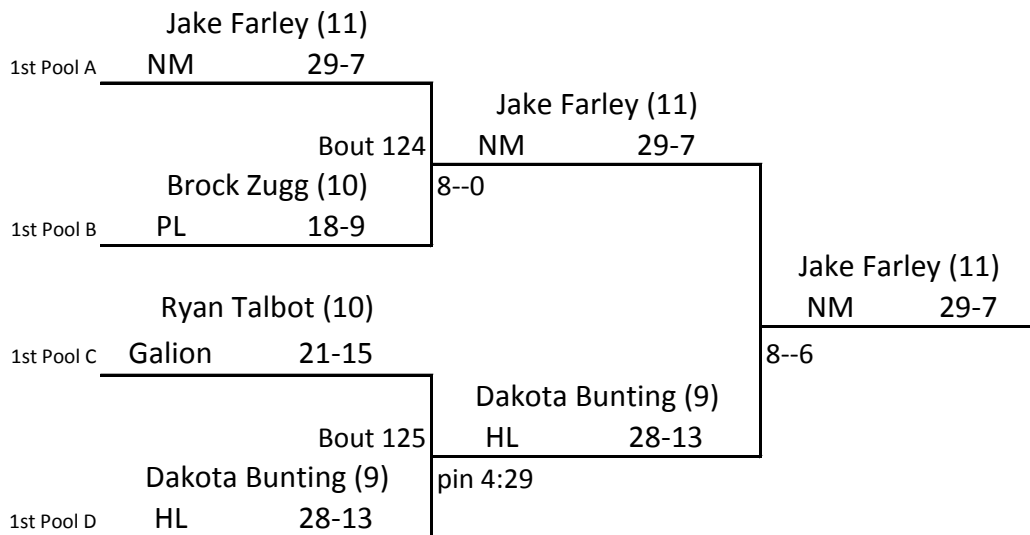 Jake Farley (11)
1st Pool A NM 29-7
Jake Farley (11)
Bout 124 NM 29-7
Brock Zugg (10) 8--0
1st Pool B PL 18-9
Jake Farley (11)
Ryan Talbot (10) NM 29-7
1st Pool C Galion 21-15 8--6
Dakota Bunting (9)
Bout 125 HL 28-13
Dakota Bunting (9) pin 4:29
1st Pool D HL 28-13